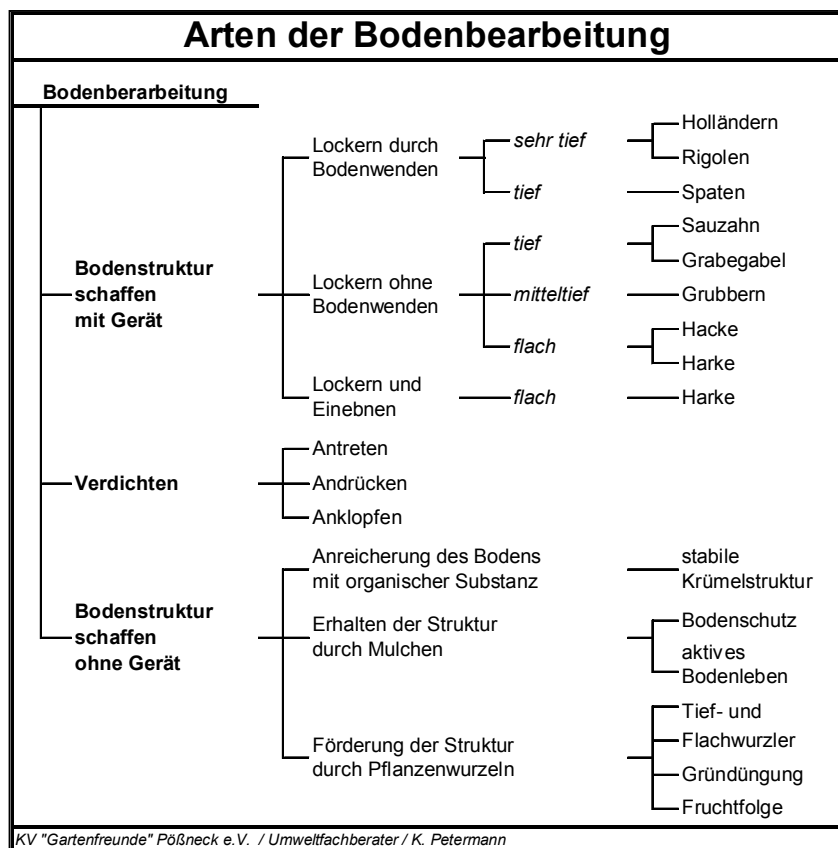 Arten der Bodenbearbeitung
Bodenberarbeitung
Bodenstruktur
schaffen
mit Gerät
Lockern durch
Bodenwenden
sehr tief
Holländern
Rigolen
tief
Spaten
Lockern ohne
Bodenwenden
tief
Sauzahn
Grabegabel
mitteltief
Grubbern
flach
Hacke
Harke
Lockern und
Einebnen
flach
Harke
Verdichten
Antreten
Andrücken
Anklopfen
Bodenstruktur
schaffen
ohne Gerät
Anreicherung des Bodens
mit organischer Substanz
stabile
Krümelstruktur
Erhalten der Struktur
durch Mulchen
Bodenschutz
aktives
Bodenleben
Förderung der Struktur
durch Pflanzenwurzeln
Tief- und
Flachwurzler
Gründüngung
Fruchtfolge
KV "Gartenfreunde" Pößneck e.V. / Umweltfachberater / K. Petermann